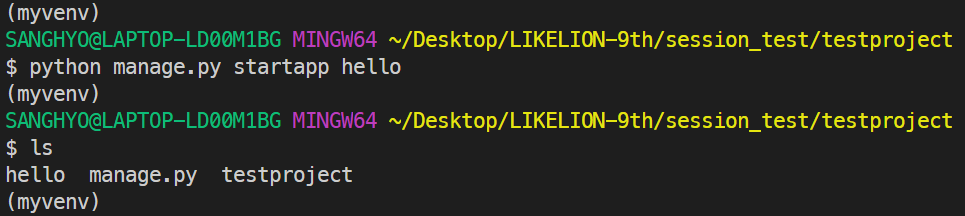 (myvenv)
SANGHYO@LAPTOP-LD00M1BG MINGW64 ~/Desktop/LIKELION-9th/session_test/testproject
$ python manage.py startapp hello
(myvenv)
SANGHYO@LAPTOP-LD00M1BG MINGW64 ~/Desktop/LIKELION-9th/session_test/testproject
$ ls
hello  manage.py  testproject
(myvenv)